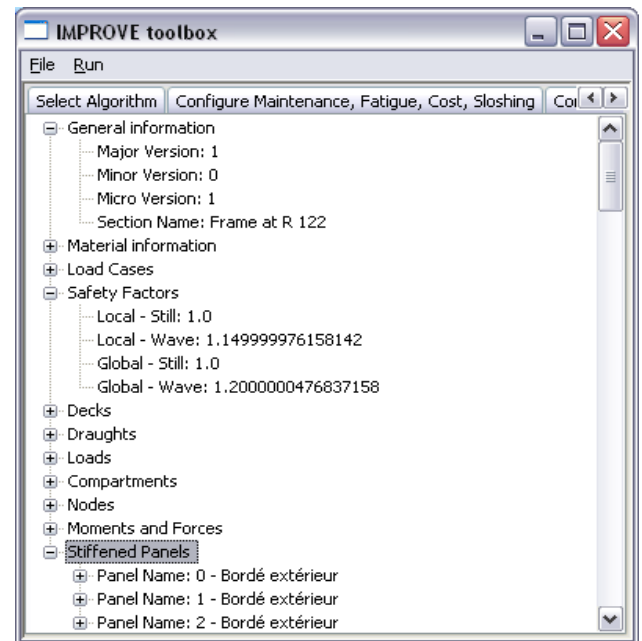 IMPROVE toolbox
File Run
Select Algorithm Configure Maintenance, Fatigue, Cost, Sloshing
General information
Major Version: 1
Minor Version: 0
Micro Version: 1
Section Name: Frame at R 122
Material information
Load Cases
Safety Factors
Local - Still: 1.0
Local - Wave: 1.149999976158142
Global - Still: 1.0
Global - Wave: 1.2000000476837158
Decks
Draughts
Loads
Compartments
Nodes
Moments and Forces
Stiffened Panels
Panel Name: 0 - Bordé extérieur
Panel Name: 1 - Bordé extérieur
Panel Name: 2 - Bordé extérieur